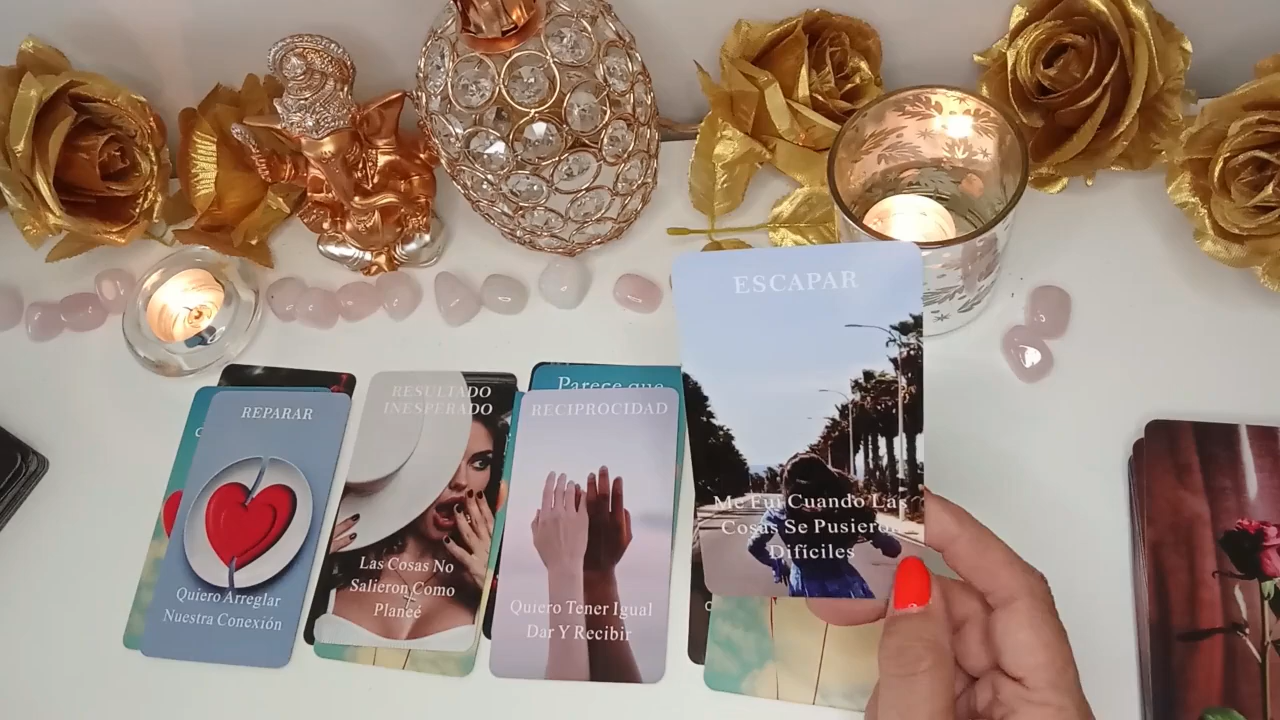 REPARAR
Quiero Arreglar
Nuestra Conexión
RESULTADO
INESPERADO
Las Cosas No
Salieron Como
Planeé
Parece que
RECIPROCIDAD
Quiero Tener Igual
Dar Y Recibir
ESCAPAR
Me Fui Cuando Las
Cosas Se Pusieron
Difíciles